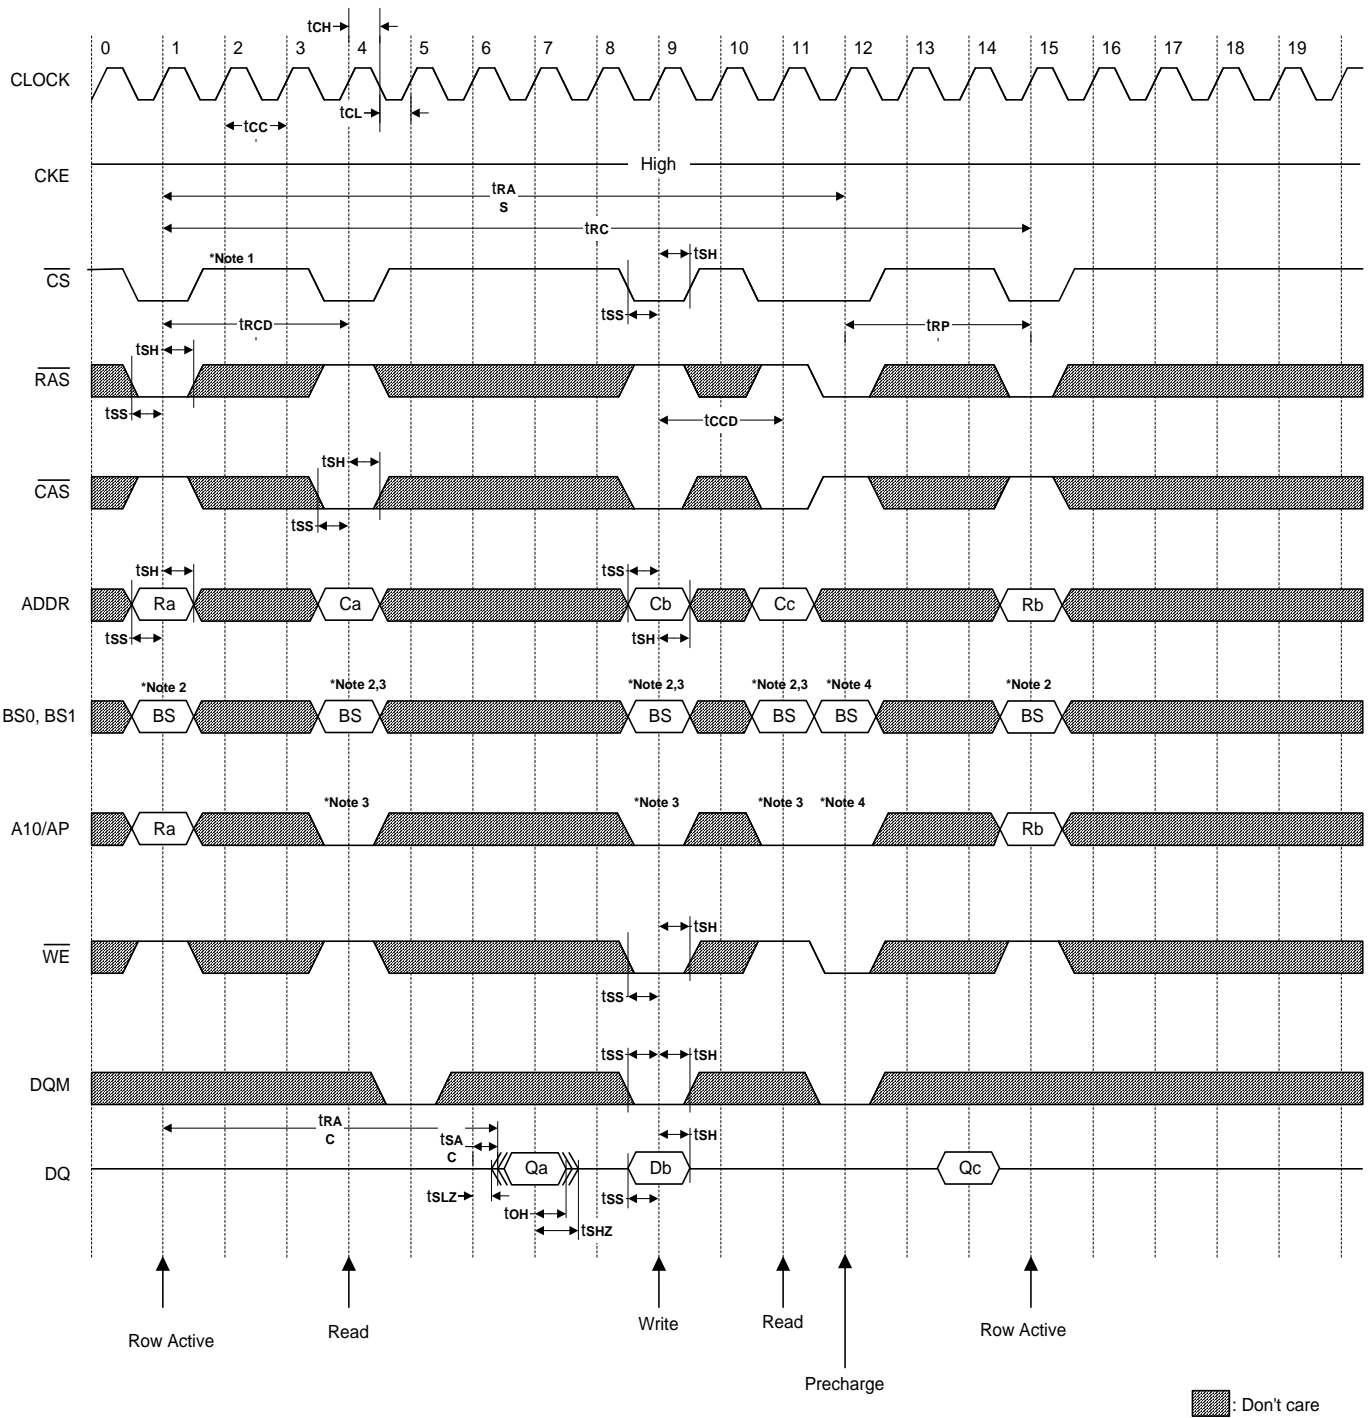 tCH
0 1 2 3 4 5 6 7 8 9 10 11 12 13 14 15 16 17 18 19
CLOCK
tCL
tCC
High
CKE
tRA
S
tRC
*Note 1
tSH
CS
tSS
tRCD
tRP
tSH
RAS
tSS
tCCD
tSH
CAS
tSS
tSH
tSS
ADDR
Ra Ca Cb Cc Rb
tSS
tSH
*Note 2 *Note 2,3 *Note 2,3 *Note 2,3 *Note 4 *Note 2
BS0, BS1
BS BS BS BS BS BS
*Note 3 *Note 3 *Note 3 *Note 4
A10/AP
Ra Rb
tSH
WE
tSS
tSS tSH
DQM
tRA
C
tSA
C
tSH
DQ
Qa Db Qc
tSLZ
tSS
tOH
tSHZ
Row Active
Read
Write
Read
Row Active
Precharge
: Don't care